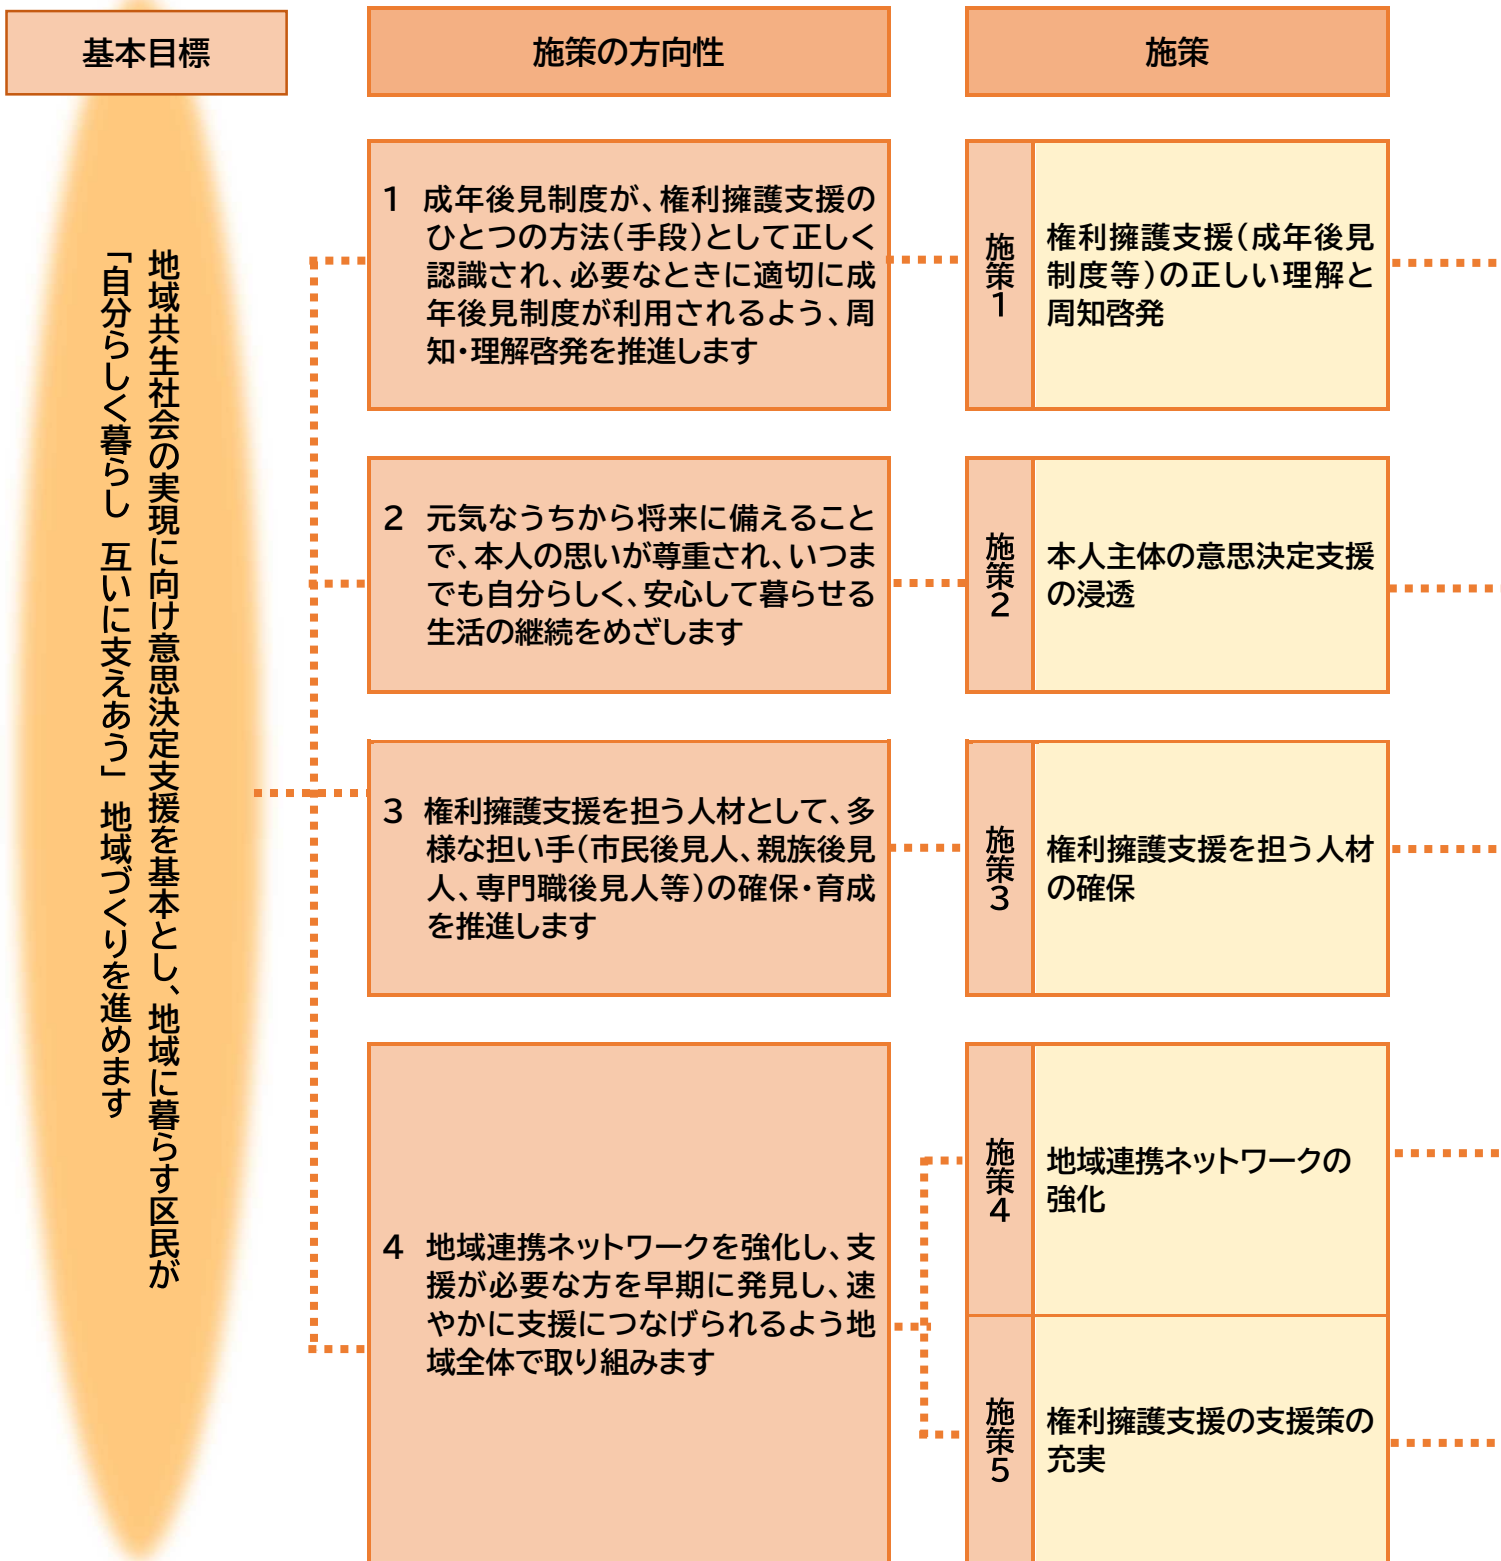 基本目標
施策の方向性
施策
地域共生社会の実現に向け意思決定支援を基本とし、地域に暮らす区民が
「自分らしく暮らし 互いに支えあう」 地域づくりを進めます
1 成年後見制度が、権利擁護支援の
ひとつの方法(手段)として正しく
認識され、必要なときに適切に成
年後見制度が利用されるよう、周
知・理解啓発を推進します
施策1
権利擁護支援(成年後見
制度等)の正しい理解と
周知啓発
2 元気なうちから将来に備えること
で、本人の思いが尊重され、いつま
でも自分らしく、安心して暮らせる
生活の継続をめざします
施策2
本人主体の意思決定支援
の浸透
3 権利擁護支援を担う人材として、多
様な担い手(市民後見人、親族後見
人、専門職後見人等)の確保・育成
を推進します
施策3
権利擁護支援を担う人材
の確保
4 地域連携ネットワークを強化し、支
援が必要な方を早期に発見し、速
やかに支援につなげられるよう地
域全体で取り組みます
施策4
地域連携ネットワークの
強化
施策5
権利擁護支援の支援策の
充実